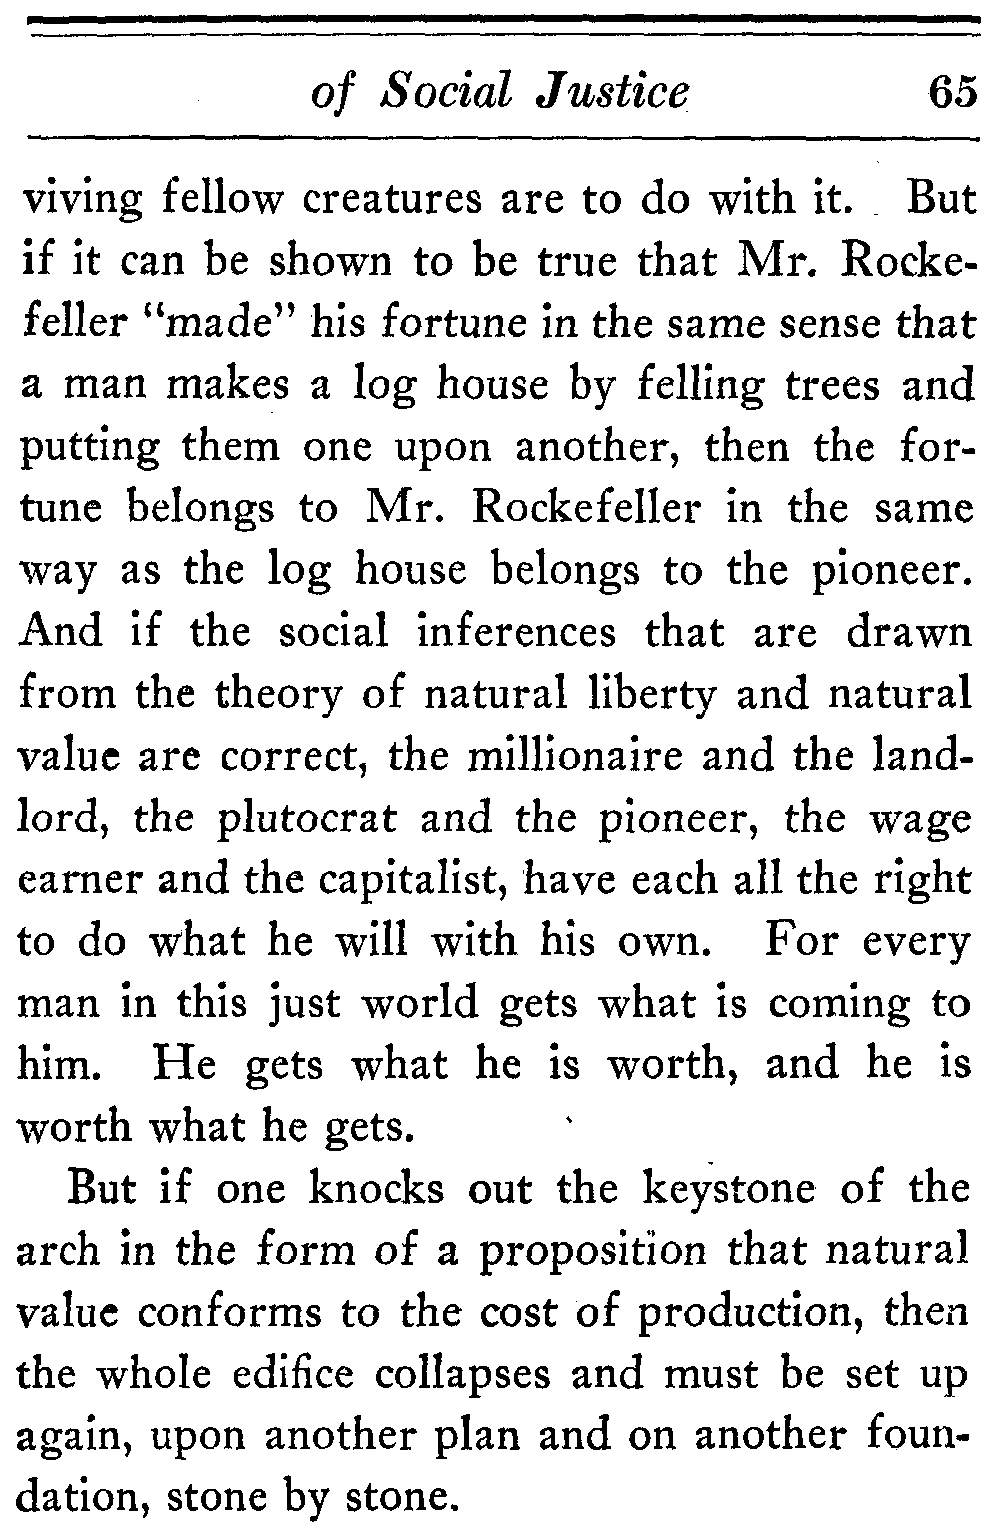 of Social Justice 65
viving fellow creatures are to do with it. But
if it can be shown to be true that Mr. Rocke-
feller "made" his fortune in the same sense that
a man makes a log house by felling trees and
putting them one upon another, then the for-
tune belongs to Mr. Rockefeller in the same
way as the log house belongs to the pioneer.
And if the social inferences that are drawn
from the theory of natural liberty and natural
value are correct, the millionaire and the land-
lord, the plutocrat and the pioneer, the wage
earner and the capitalist, have each all the right
to do what he will with his own. For every
man in this just world gets what is coming to
him. He gets what he is worth, and he is
worth what he gets.
But if one knocks out the keystone of the
arch in the form of a proposition that natural
value conforms to the cost of production, then
the whole edifice collapses and must be set up
again, upon another plan and on another foun-
dation, stone by stone.